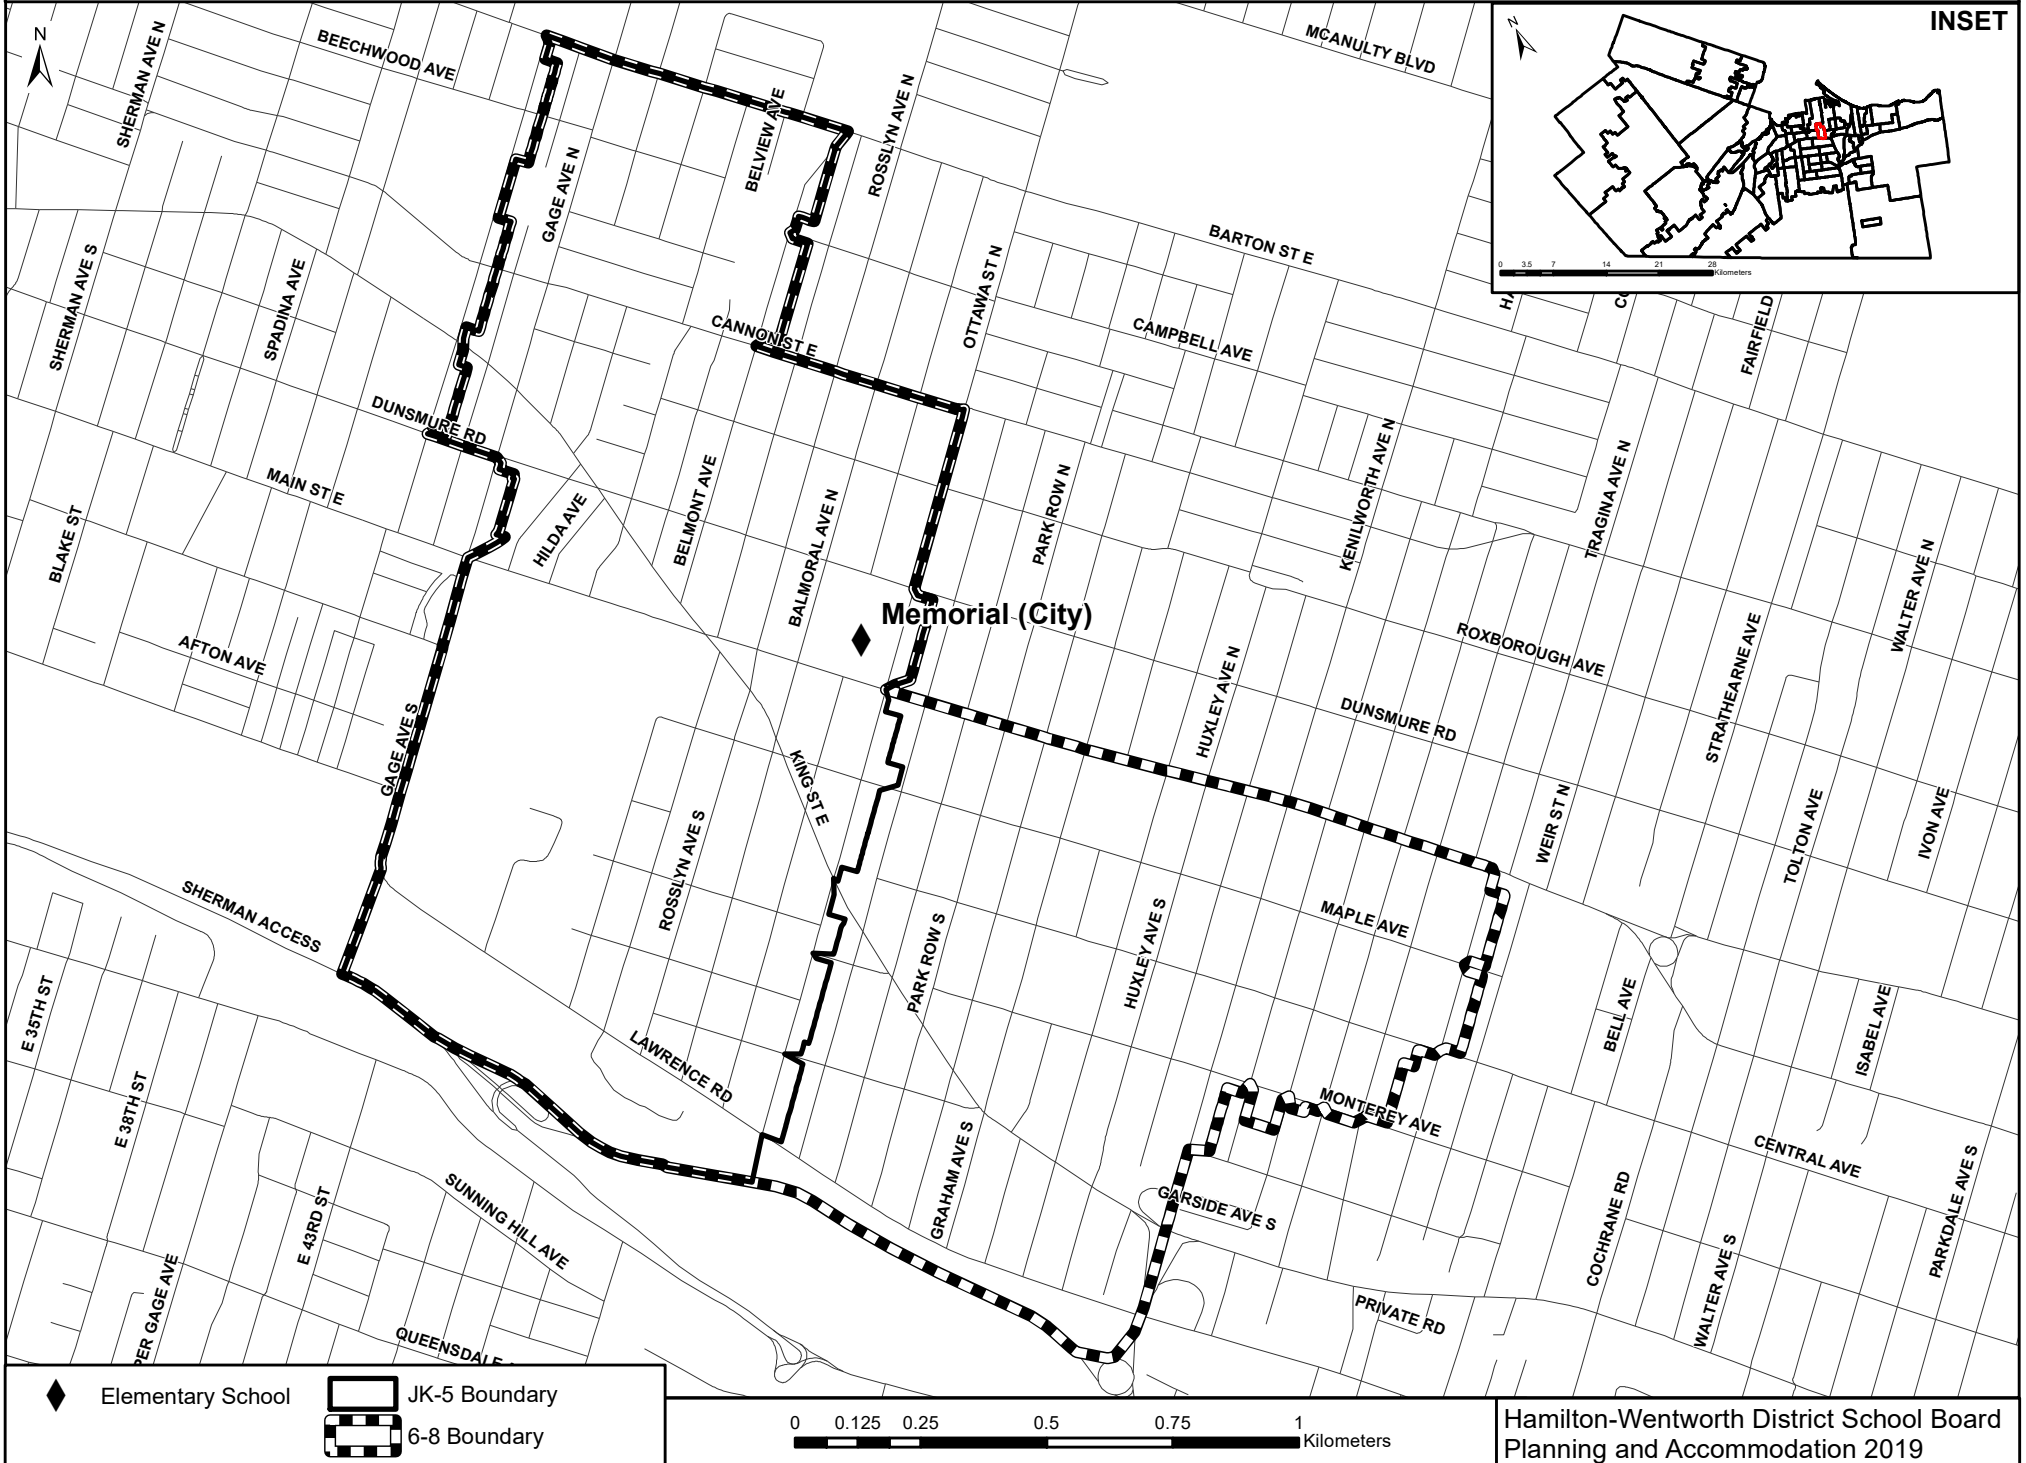 N
BEECHWOOD AVE
SHERMAN AVE N
MCANULTY BLVD
N
INSET
0 3.5 7 14 21 28
Kilometers
BELVIEW AVE
ROSSLYN AVE N
GAGE AVE N
BARTON ST E
SHERMAN AVE S
SPADINA AVE
OTTAWA ST N
CANNON ST E
CAMPBELL AVE
FAIRFIELD
DUNSMURE RD
MAIN ST E
BLAKE ST
HILDA AVE
BELMONT AVE
BALMORAL AVE N
PARK ROW N
KENILWORTH AVE N
TRAGINA AVE N
WALTER AVE N
Memorial (City)
AFTON AVE
ROXBOROUGH AVE
STRATHEARNE AVE
HUXLEY AVE N
DUNSMURE RD
GAGE AVE S
KING ST E
ROSSLYN AVE S
WEIR ST N
TOLTON AVE
IVON AVE
SHERMAN ACCESS
MAPLE AVE
PARK ROW S
HUXLEY AVE S
E 35TH ST
BELL AVE
ISABEL AVE
LAWRENCE RD
E 38TH ST
MONTEREY AVE
CENTRAL AVE
GRAHAM AVE S
SUNNING HILL AVE
E 43RD ST
GARSIDE AVE S
COCHRANE RD
PARKDALE AVE S
WALTER AVE S
PER GAGE AVE
PRIVATE RD
QUEENSDALE
Elementary School
JK-5 Boundary
6-8 Boundary
0 0.125 0.25 0.5 0.75 1
Kilometers
Hamilton-Wentworth District School Board
Planning and Accommodation 2019